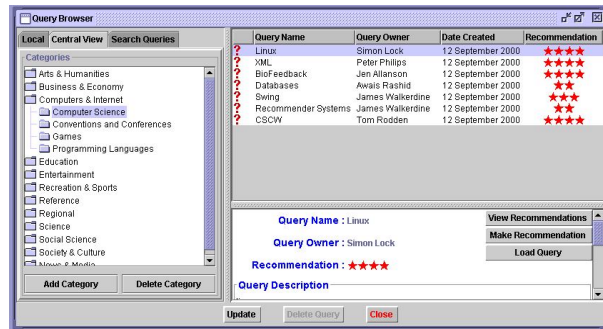 Query Browser
Local Central View Search Queries
Categories
Arts & Humanities
Business & Economy
Computers & Internet
Computer Science
Conventions and Conferences
Games
Programming Languages
Education
Entertainment
Recreation & Sports
Reference
Regional
Science
Social Science
Society & Culture
News & Media
Add Category Delete Category
Query Name Query Owner Date Created Recommendation
? Linux Simon Lock 12 September 2000 ★★★★
? XML Peter Philips 12 September 2000 ★★★★
? BioFeedback Jen Allanson 12 September 2000 ★★★★
? Databases Awais Rashid 12 September 2000 ★★
? Swing James Walkerdine 12 September 2000 ★★★
? Recommender Systems James Walkerdine 12 September 2000 ★★
? CSCW Tom Rodden 12 September 2000 ★★★★
Query Name : Linux
Query Owner : Simon Lock
Recommendation : ★★★★
Query Description
View Recommendations
Make Recommendation
Load Query
Update Delete Query Close